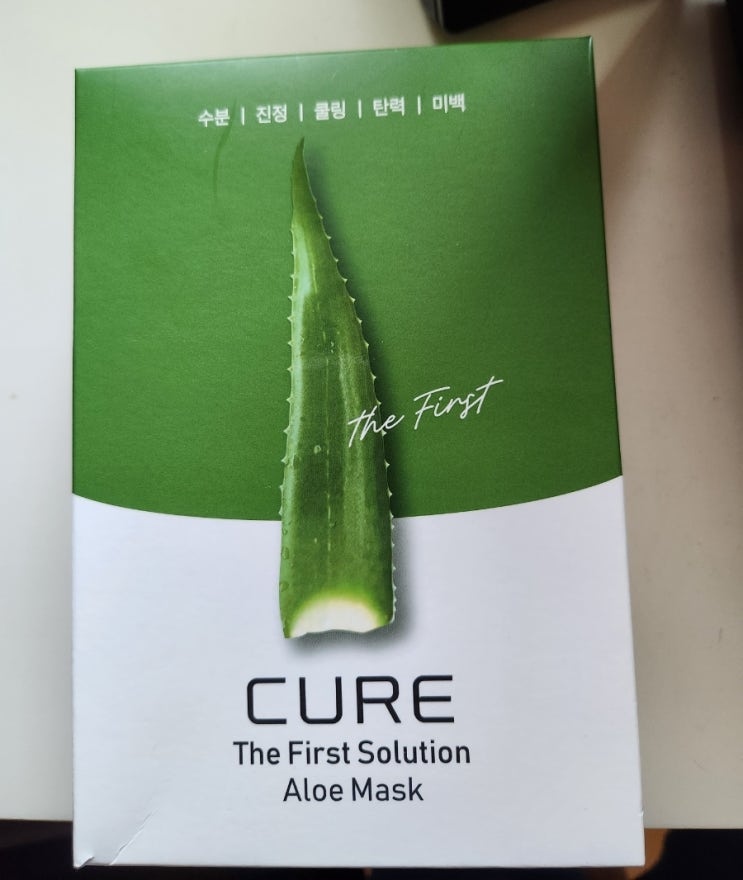 수분 | 진정 | 쿨링 | 탄력 | 미백
the First
CURE
The First Solution
Aloe Mask